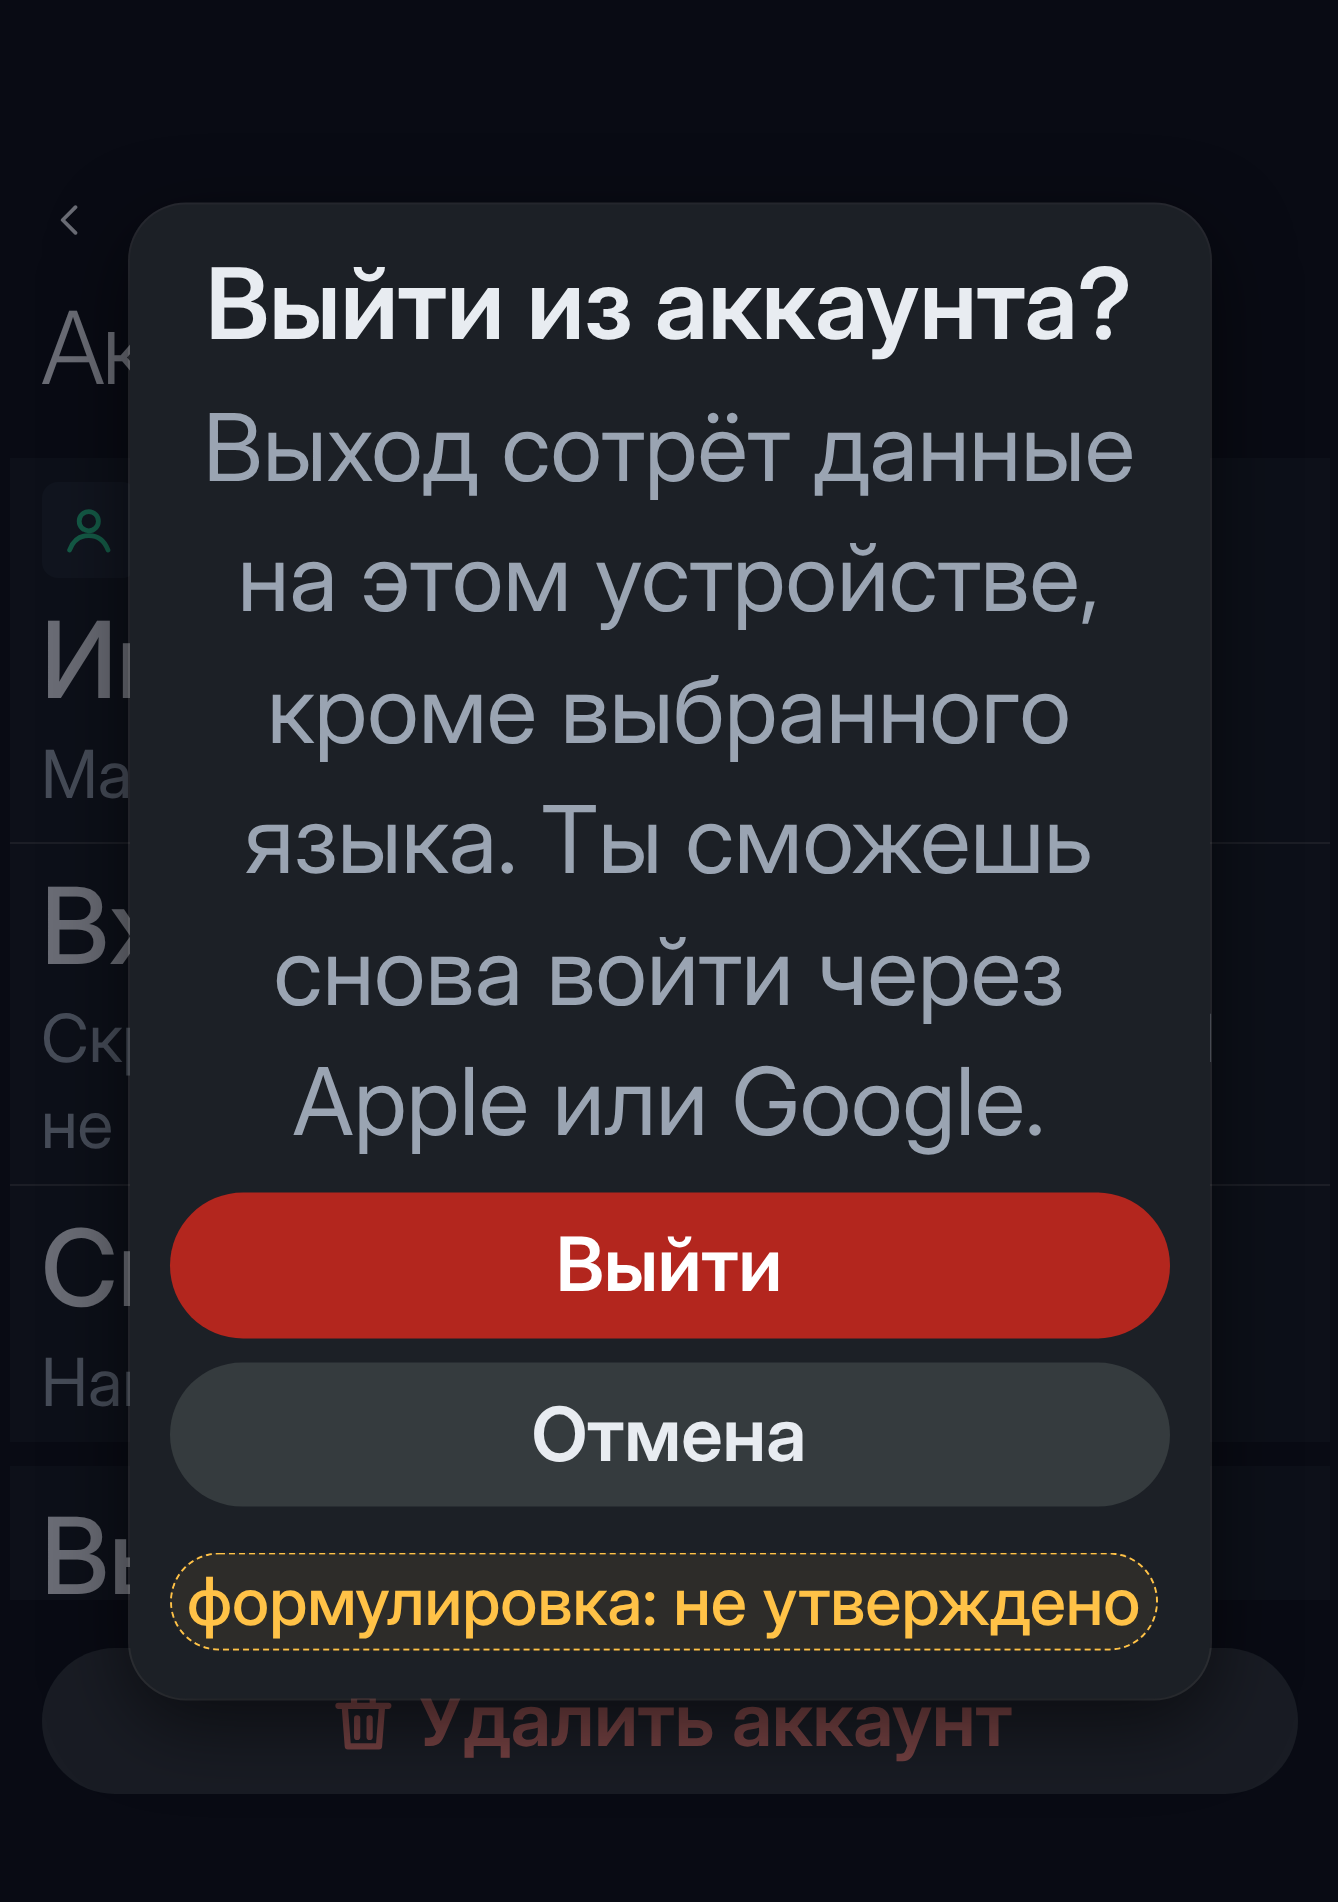 Выйти из аккаунта?
Выход сотрёт данные
на этом устройстве,
кроме выбранного
языка. Ты сможешь
снова войти через
Apple или Google.
Выйти
Отмена
формулировка: не утверждено
не
Удалить аккаунт